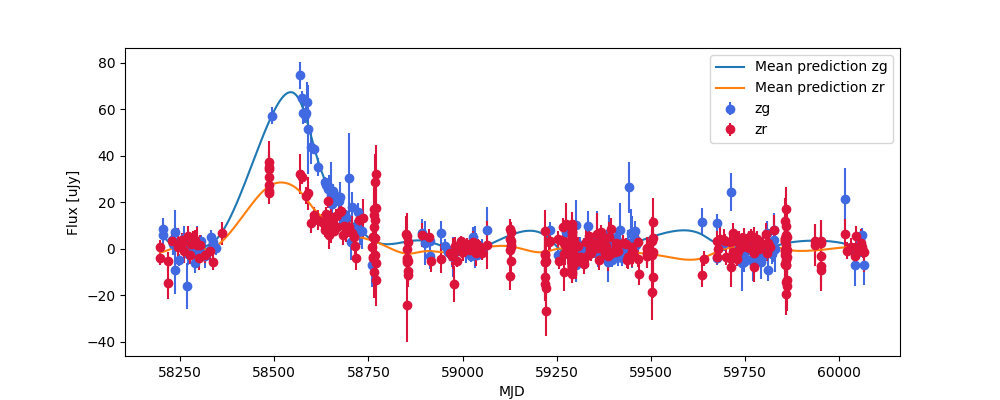 80
60
40
20
0
−20
−40
Flux [uJy]
58250
58500
58750
59000
59250
59500
59750
60000
MJD
Mean prediction zg
Mean prediction zr
zg
zr